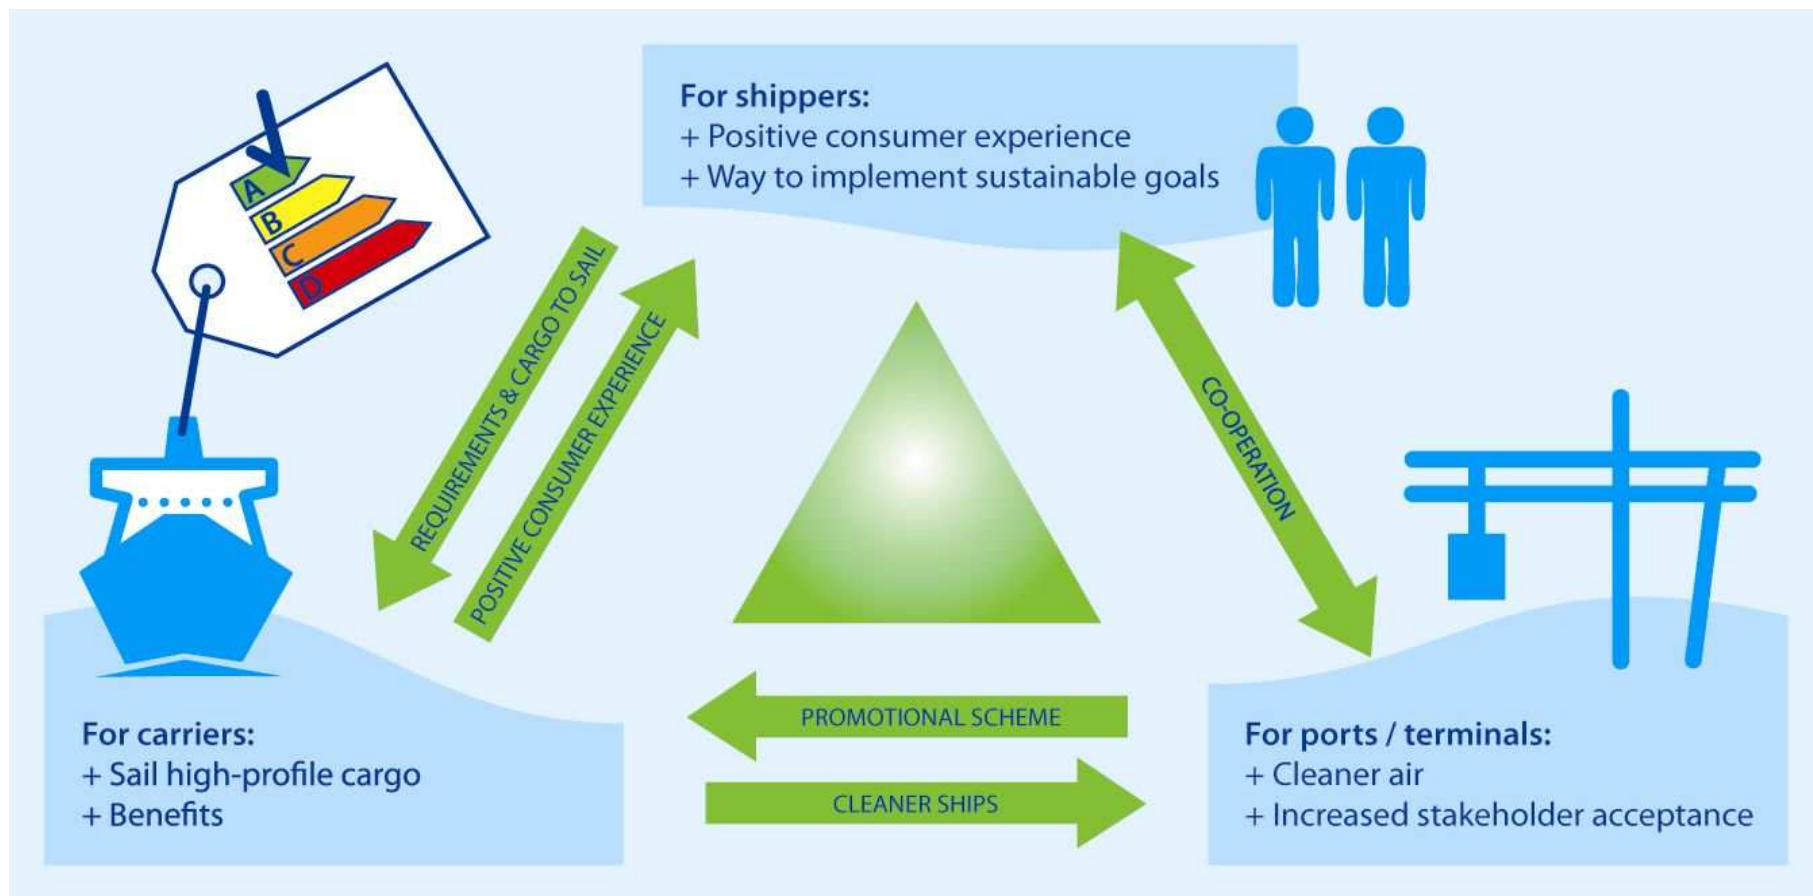 For shippers:
+ Positive consumer experience
+ Way to implement sustainable goals
A
B
C
D
REQUIREMENTS & CARGO TO SAIL
POSITIVE CONSUMER EXPERIENCE
CO-OPERATION
PROMOTIONAL SCHEME
CLEANER SHIPS
For carriers:
+ Sail high-profile cargo
+ Benefits
For ports / terminals:
+ Cleaner air
+ Increased stakeholder acceptance